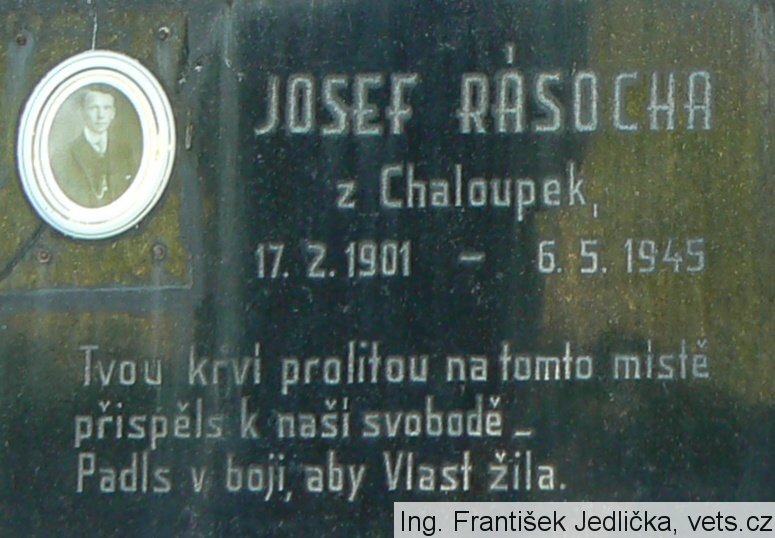 JOSEF RÁSOCHA
z Chaloupek,
17. 2. 1901 – 6. 5. 1945
Tvou krví prolitou na tomto místě
přispěls k naší svobodě –
Padls v boji, aby Vlast žila.
Ing. František Jedlička, vets.cz